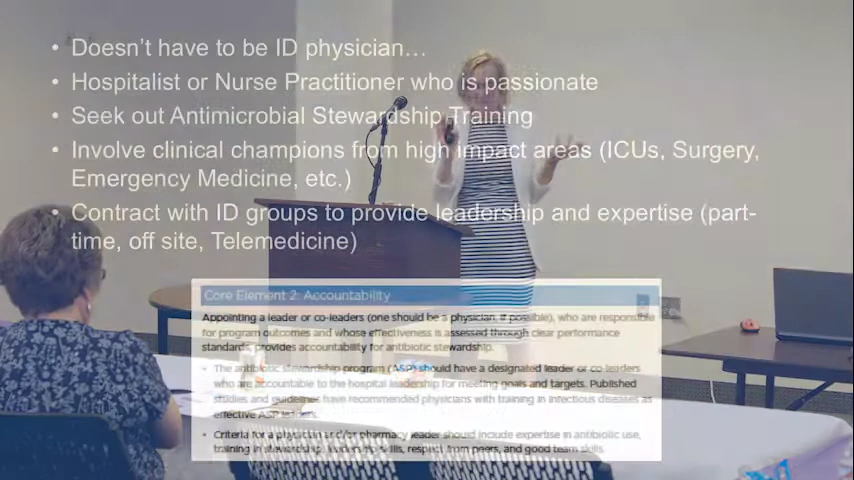 • Doesn't have to be ID physician…
• Hospitalist or Nurse Practitioner who is passionate
• Seek out Antimicrobial Stewardship Training
• Involve clinical champions from high impact areas (ICUs, Surgery,
Emergency Medicine, etc.)
• Contract with ID groups to provide leadership and expertise (part-
time, off site, Telemedicine)
Core Element 2: Accountability
Appointing a leader or co-leaders (one should be a physician, if possible), who are responsible
for program outcomes and whose effectiveness is assessed through clear performance
standards, provides accountability for antibiotic stewardship.
• The antibiotic stewardship program (ASP) should have a designated leader or co-leaders
who are accountable to the hospital leadership for meeting goals and targets. Published
studies and guidelines have recommended physicians with training in infectious diseases as
effective ASP leaders.
• Criteria for a physician and/or pharmacy leader should include expertise in antibiotic use,
training in stewardship, leadership skills, respect from peers, and good team skills.